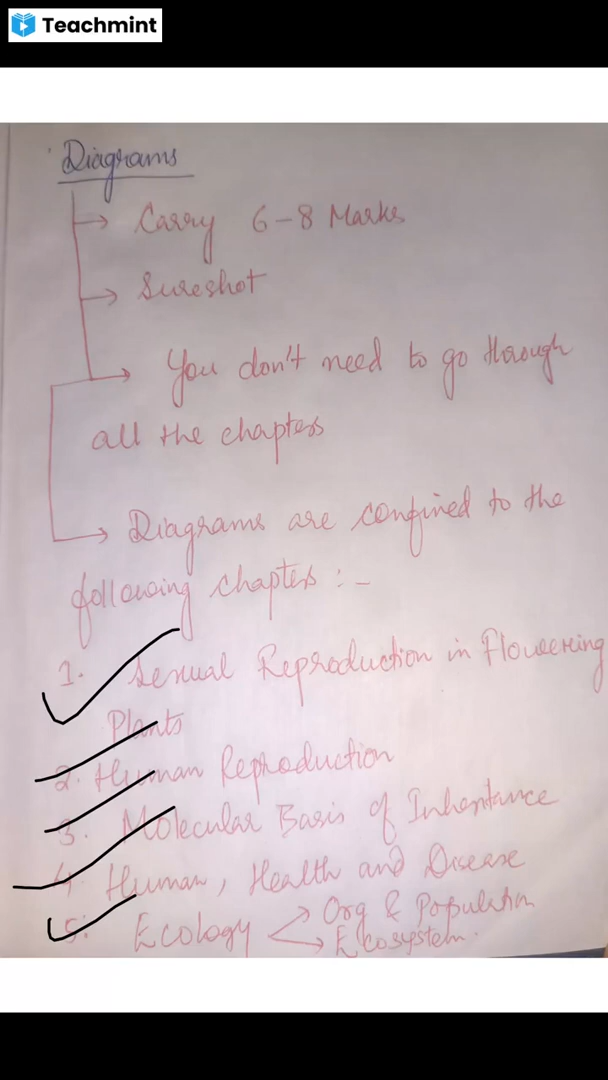 Teachmint
Diagrams
→ Carry 6-8 Marks
→ Sureshot
→ You don't need to go through
all the chapters
→ Diagrams are confined to the
following chapters :-
1. Sexual Reproduction in Flowering
Plants
2. Human Reproduction
3. Molecular Basis of Inheritance
4. Human, Health and Disease
5. Ecology → Org & Population
→ Ecosystem.